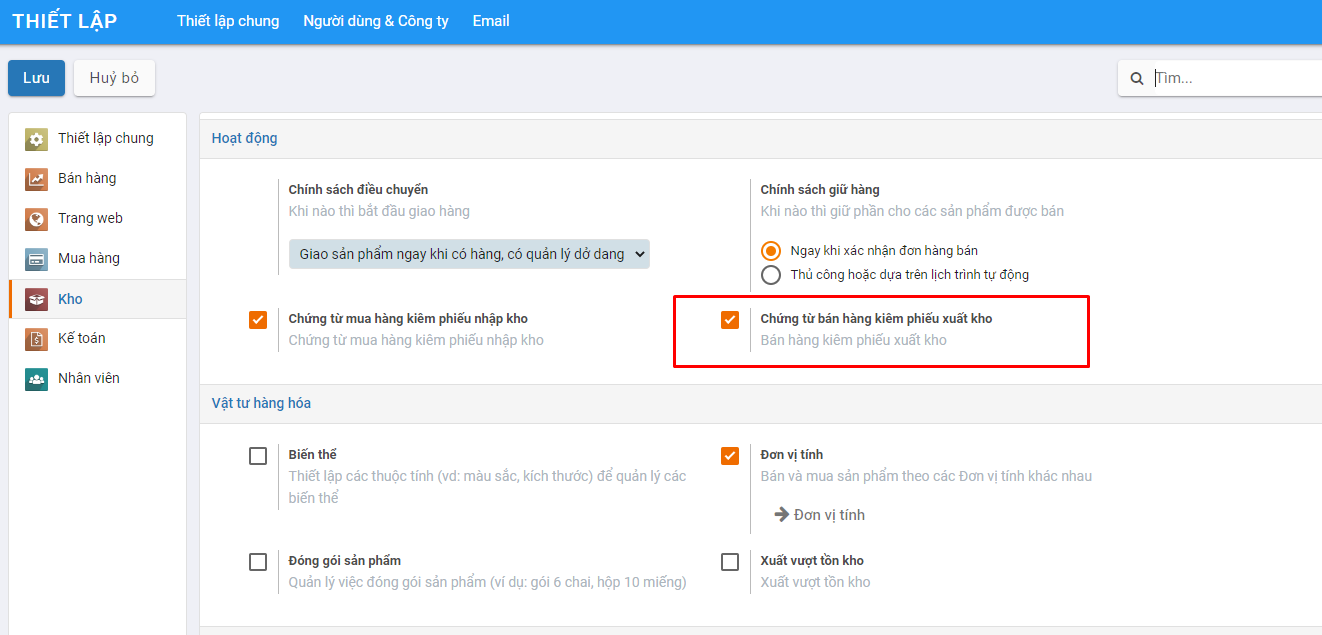 THIẾT LẬP
Thiết lập chung Người dùng & Công ty Email
Lưu Huỷ bỏ
Tìm...
Thiết lập chung
Bán hàng
Trang web
Mua hàng
Kho
Kế toán
Nhân viên
Hoạt động
Chính sách điều chuyển
Khi nào thì bắt đầu giao hàng
Giao sản phẩm ngay khi có hàng, có quản lý dở dang
Chính sách giữ hàng
Khi nào thì giữ phần cho các sản phẩm được bán
Ngay khi xác nhận đơn hàng bán
Thủ công hoặc dựa trên lịch trình tự động
Chứng từ mua hàng kiêm phiếu nhập kho
Chứng từ mua hàng kiêm phiếu nhập kho
Chứng từ bán hàng kiêm phiếu xuất kho
Bán hàng kiêm phiếu xuất kho
Vật tư hàng hóa
Biến thể
Thiết lập các thuộc tính (vd: màu sắc, kích thước) để quản lý các
biến thể
Đơn vị tính
Bán và mua sản phẩm theo các Đơn vị tính khác nhau
Đơn vị tính
Đóng gói sản phẩm
Quản lý việc đóng gói sản phẩm (ví dụ: gói 6 chai, hộp 10 miếng)
Xuất vượt tồn kho
Xuất vượt tồn kho